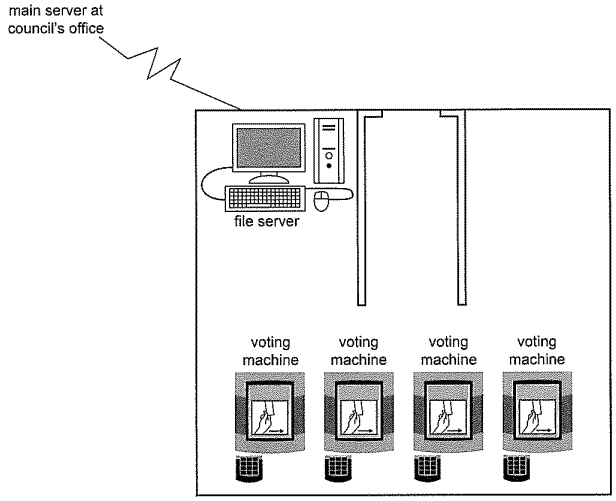 main server at
council's office
file server
voting
machine
voting
machine
voting
machine
voting
machine